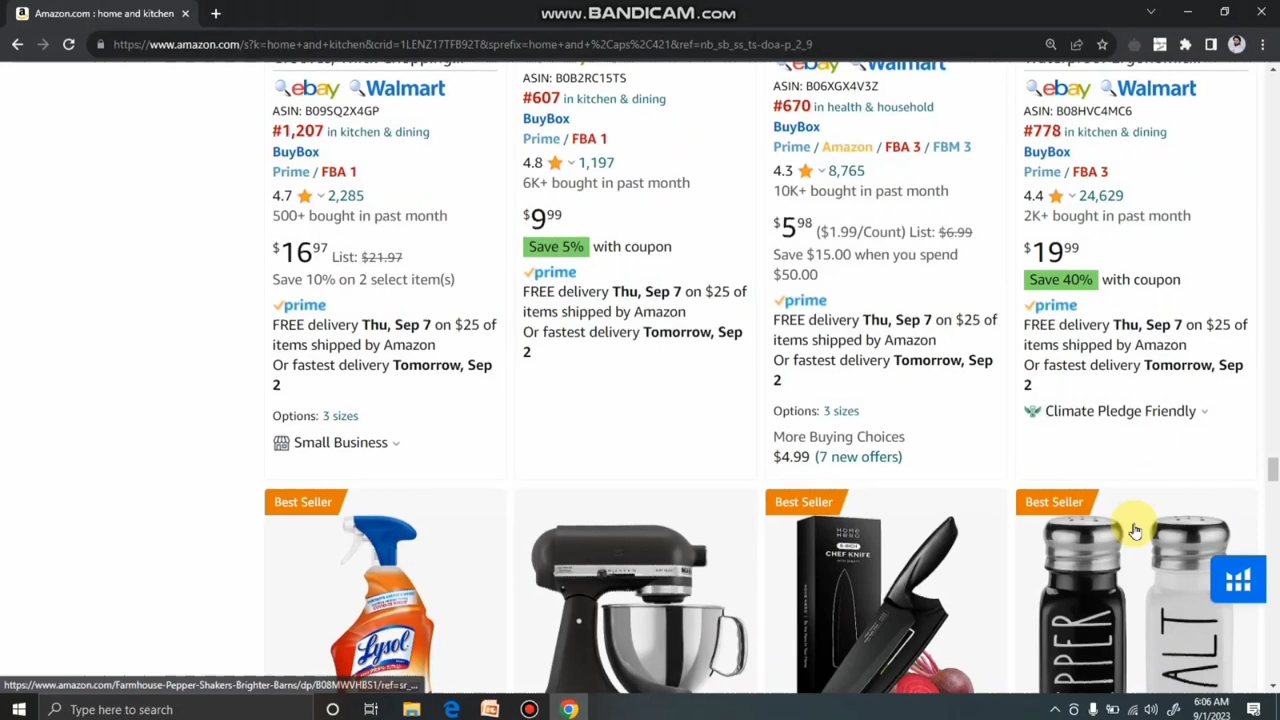 www.BANDICAM.com
Amazon.com : home and kitchen
https://www.amazon.com/s?k=home+and+kitchen&crid=1LENZ17TFB92T&sprefix=home+and+%2Caps%2C421&ref=nb_sb_ss_ts-doa-p_2_9
ebay Walmart
ASIN: B09SQ2X4GP
#1,207 in kitchen & dining
BuyBox
Prime / FBA 1
4.7 2,285
500+ bought in past month
$16.97 List: $21.97
Save 10% on 2 select item(s)
prime
FREE delivery Thu, Sep 7 on $25 of
items shipped by Amazon
Or fastest delivery Tomorrow, Sep
2
Options: 3 sizes
Small Business
ASIN: B0B2RC15TS
#607 in kitchen & dining
BuyBox
Prime / FBA 1
4.8 1,197
6K+ bought in past month
$9.99
Save 5% with coupon
prime
FREE delivery Thu, Sep 7 on $25 of
items shipped by Amazon
Or fastest delivery Tomorrow, Sep
2
ebay Walmart
ASIN: B06XGX4V3Z
#670 in health & household
BuyBox
Prime / Amazon / FBA 3 / FBM 3
4.3 8,765
10K+ bought in past month
$5.98 ($1.99/Count) List: $6.99
Save $15.00 when you spend
$50.00
prime
FREE delivery Thu, Sep 7 on $25 of
items shipped by Amazon
Or fastest delivery Tomorrow, Sep
2
Options: 3 sizes
More Buying Choices
$4.99 (7 new offers)
ebay Walmart
ASIN: B08HVC4MC6
#778 in kitchen & dining
BuyBox
Prime / FBA 3
4.4 24,629
2K+ bought in past month
$19.99
Save 40% with coupon
prime
FREE delivery Thu, Sep 7 on $25 of
items shipped by Amazon
Or fastest delivery Tomorrow, Sep
2
Climate Pledge Friendly
Best Seller
Lysol
Best Seller
HOME
HERO
CHEF KNIFE
Best Seller
PPER
ALT
https://www.amazon.com/Farmhouse-Pepper-Shakers-Brighter-Barns/dp/B08MWVHBS1/ref=sr_...
Type here to search
6:06 AM
9/1/2023